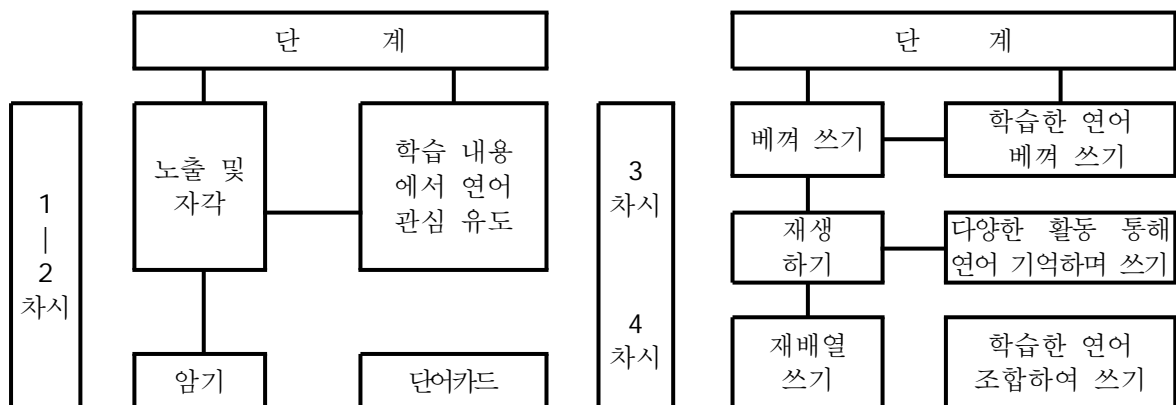 단 계
1
|
2
차시
노출 및
자각
학습 내용
에서 연어
관심 유도
암기
단어카드
단 계
3
차시
4
차시
베껴 쓰기
학습한 연어
베껴 쓰기
재생
하기
다양한 활동 통해
연어 기억하며 쓰기
재배열
쓰기
학습한 연어
조합하여 쓰기